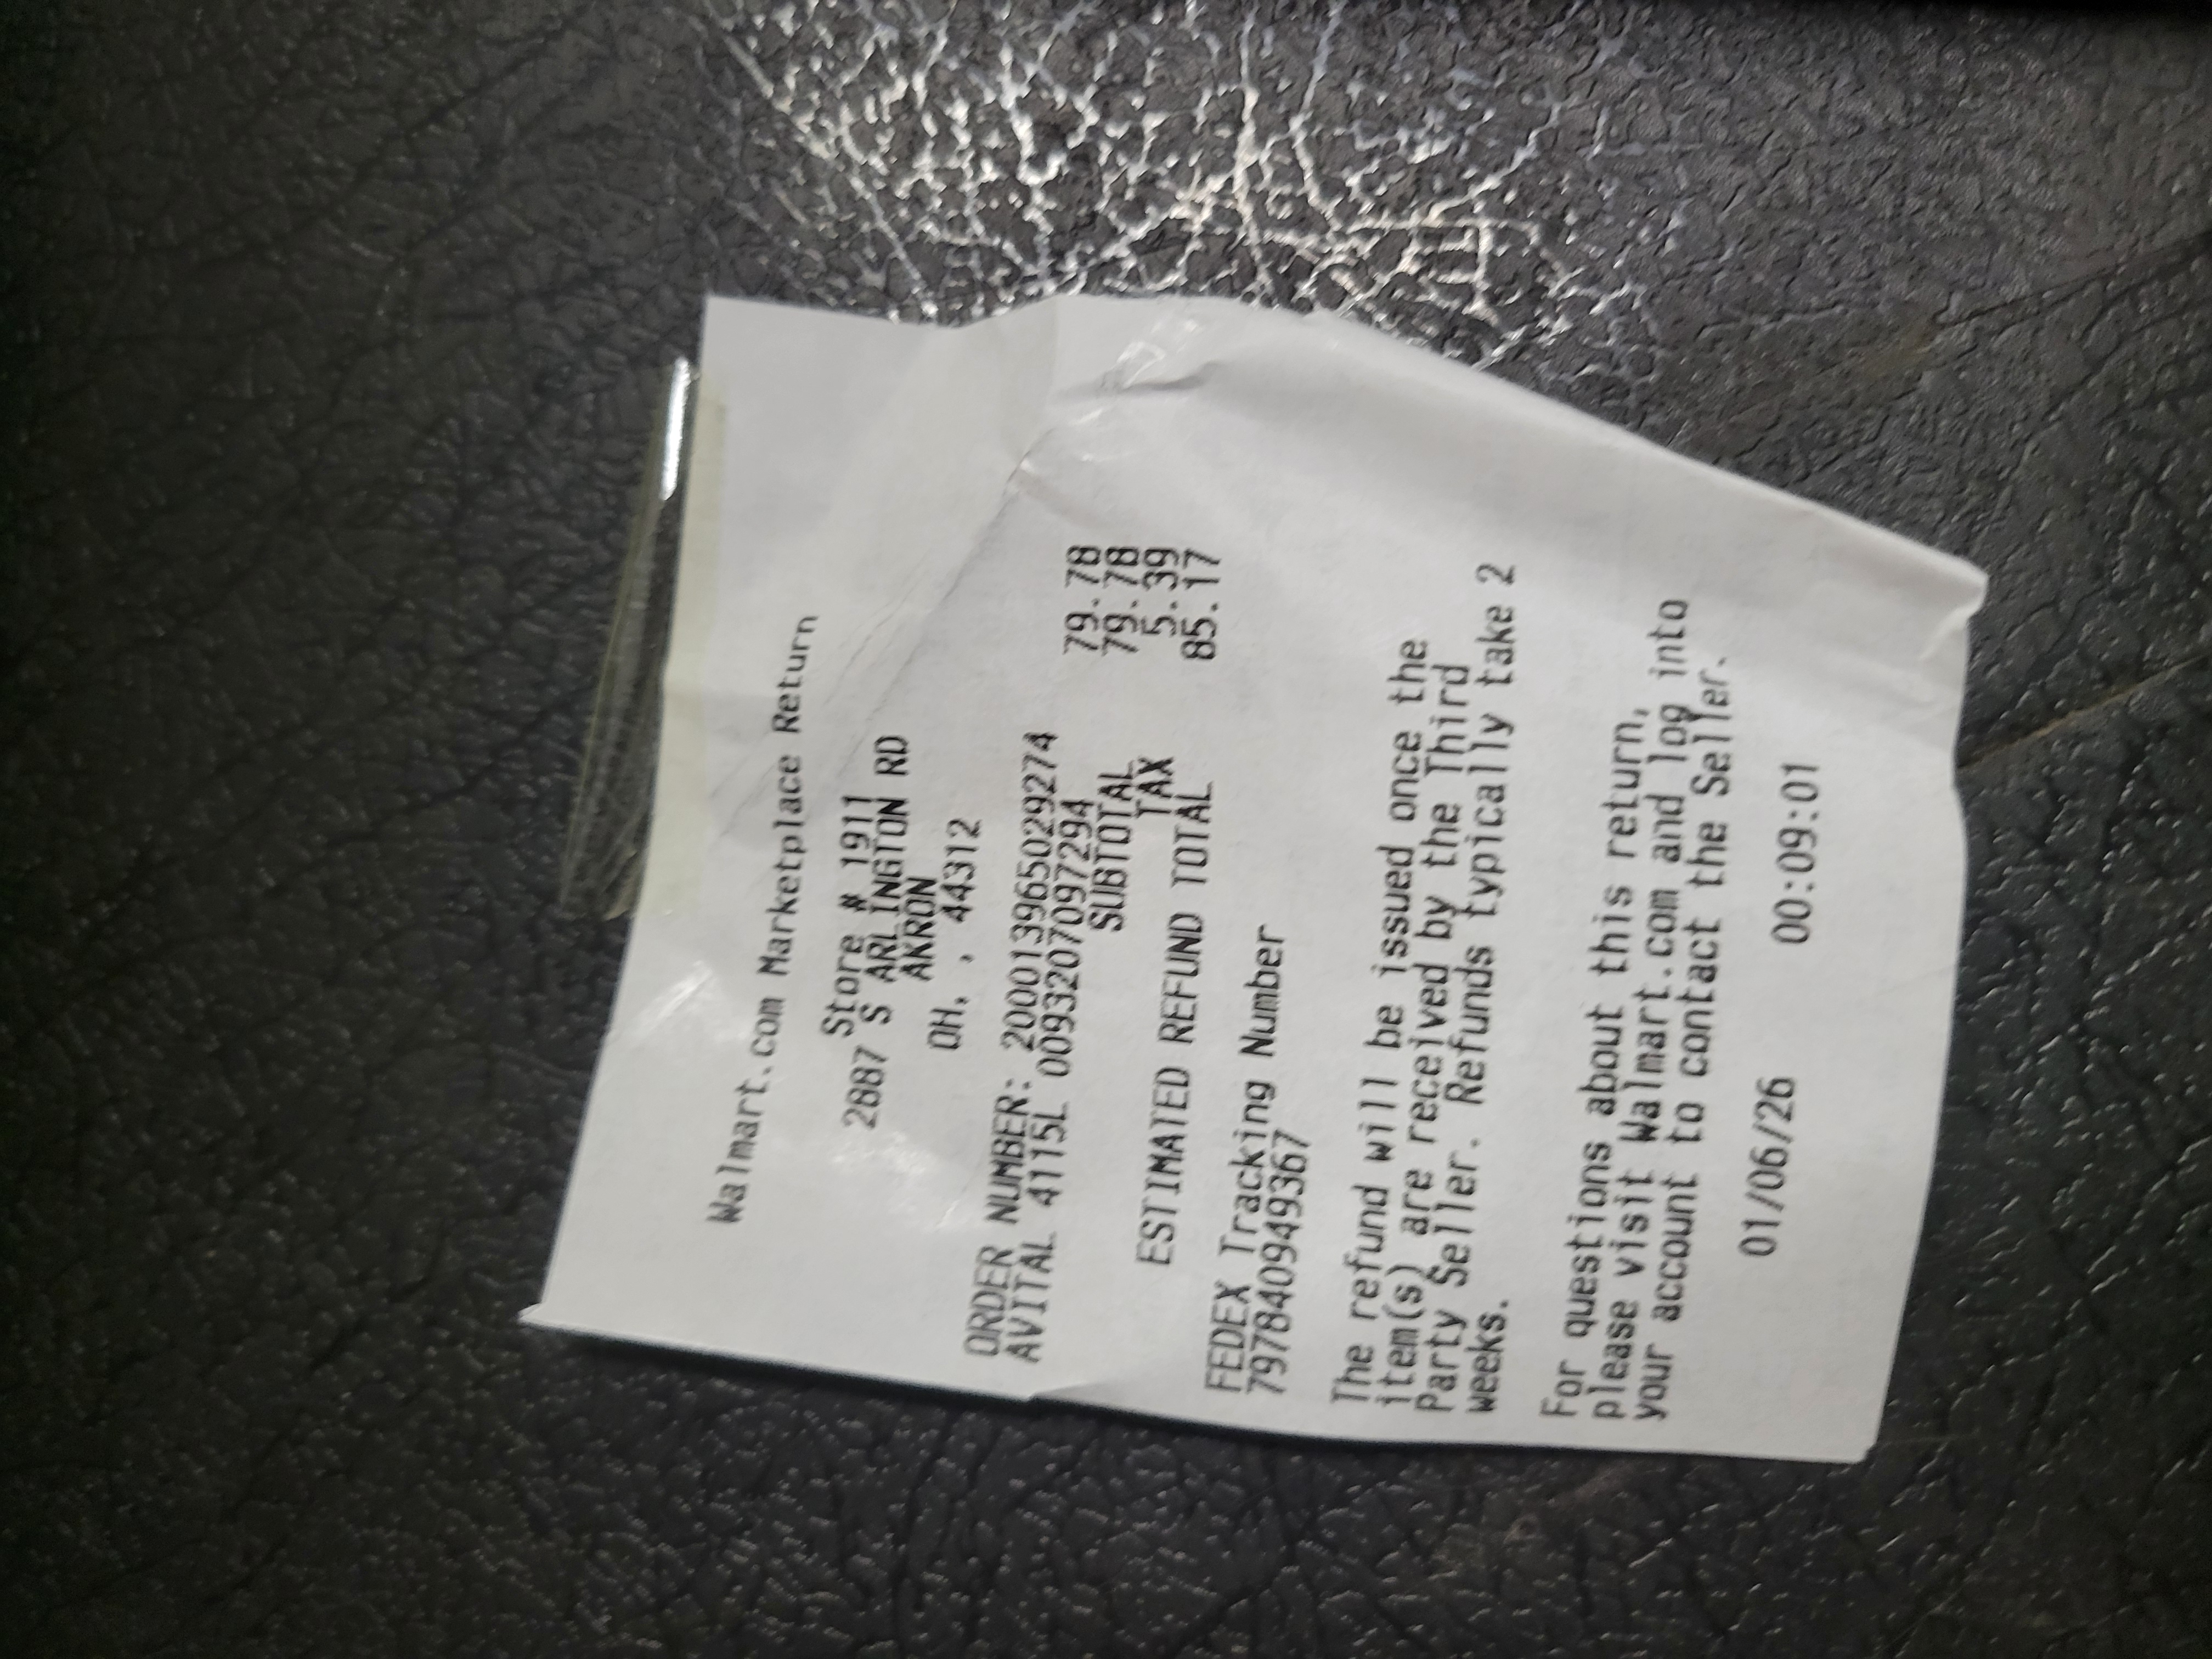 Walmart.com Marketplace Return
Store # 1911
2887 S ARLINGTON RD
AKRON
OH, , 44312
ORDER NUMBER: 200013965029274
AVITAL 4115L 009320709729​4 79.78
SUBTOTAL 79.78
TAX 5.39
ESTIMATED REFUND TOTAL 85.17
FEDEX Tracking Number
797840949367
The refund will be issued once the
item(s) are received by the Third
Party Seller. Refunds typically take 2
weeks.
For questions about this return,
please visit Walmart.com and log into
your account to contact the Seller.
01/06/26 00:09:01